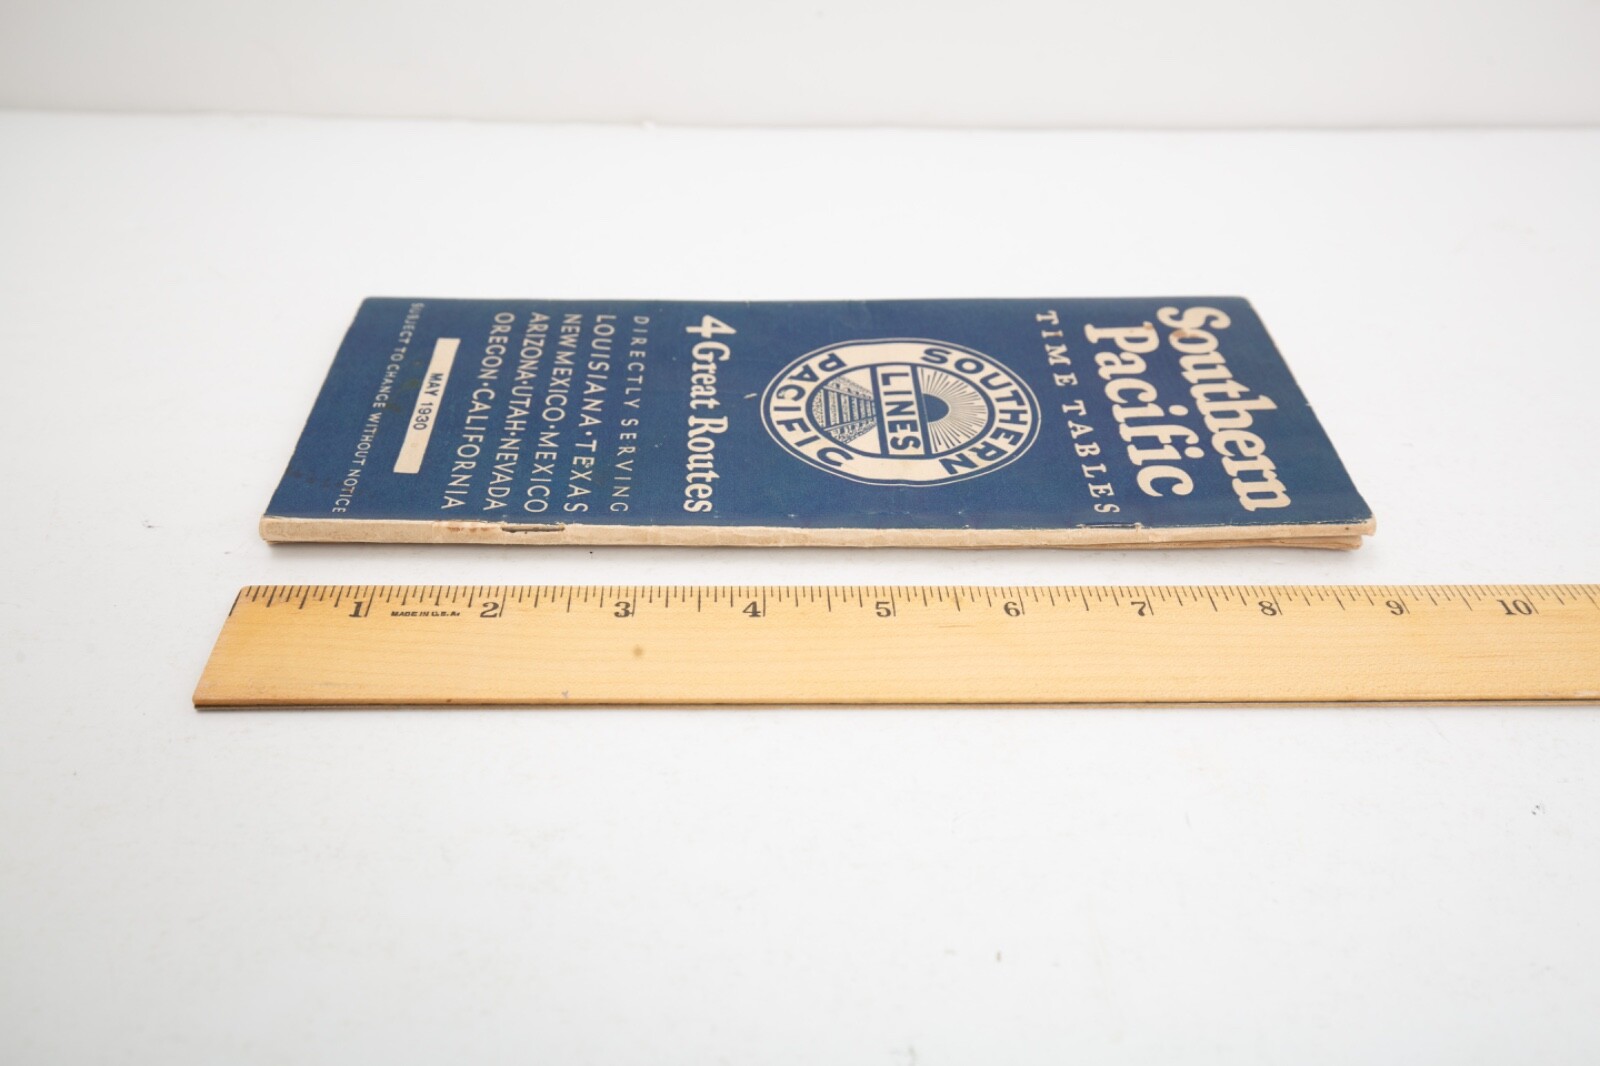 Southern
Pacific
TIME TABLES
SOUTHERN
LINES
PACIFIC
4 Great Routes
DIRECTLY SERVING
LOUISIANA·TEXAS
NEW MEXICO·MEXICO
ARIZONA·UTAH·NEVADA
OREGON·CALIFORNIA
MAY 1930
SUBJECT TO CHANGE WITHOUT NOTICE
1 2 3 4 5 6 7 8 9 10
MADE IN U.S.A.